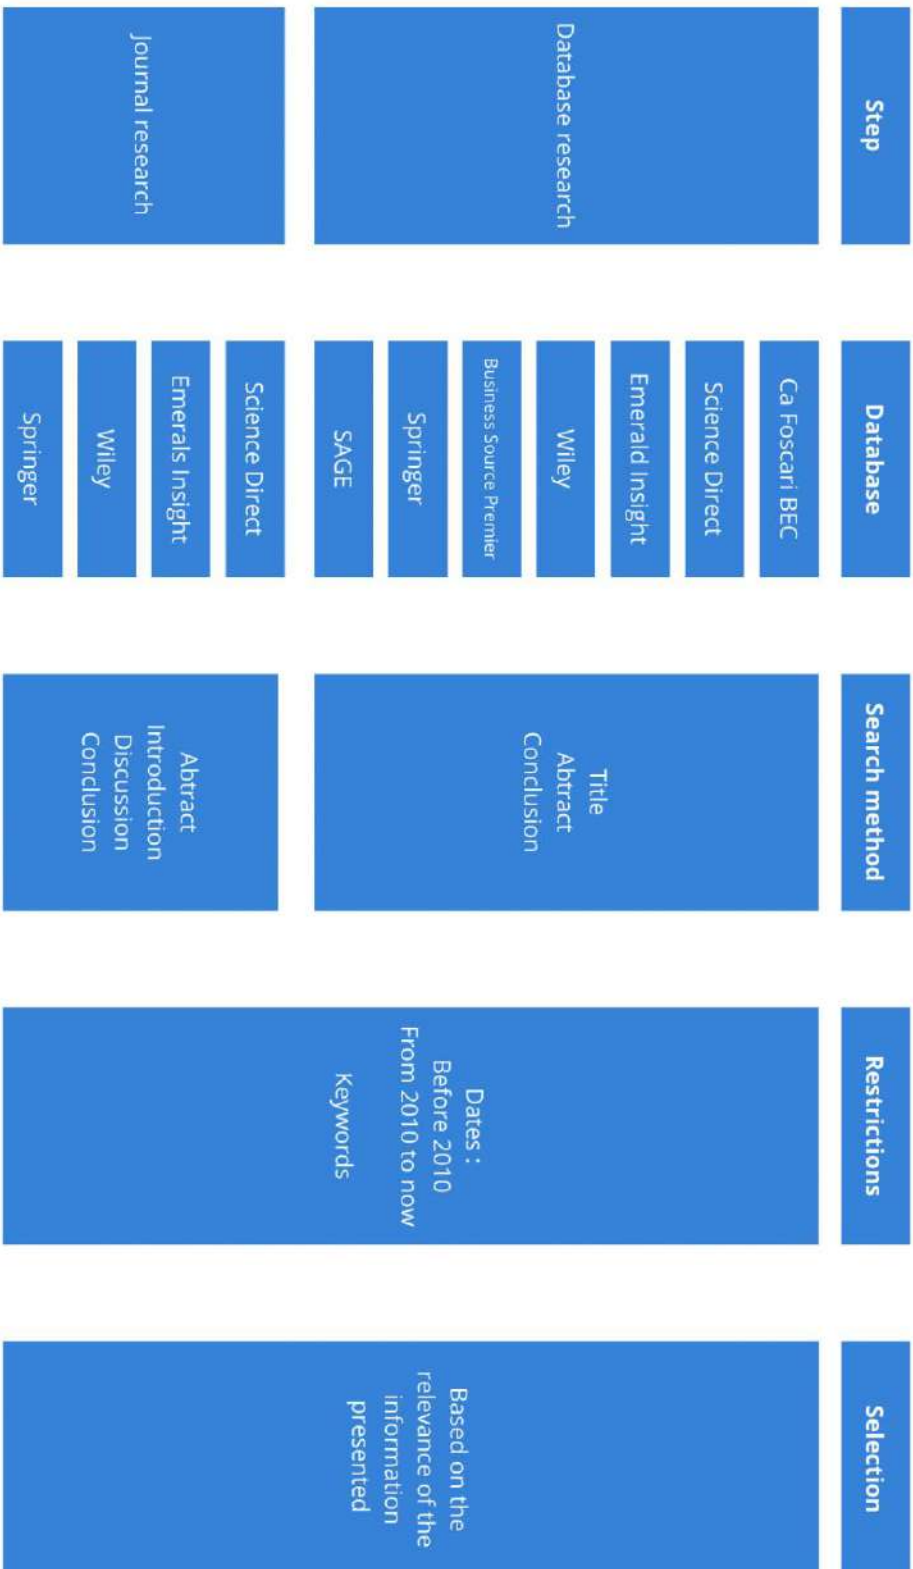 Step
Database
Search method
Restrictions
Selection
Database research
Ca Foscari BEC
Science Direct
Emerald Insight
Wiley
Business Source Premier
Springer
SAGE
Title
Abtract
Conclusion
Journal research
Science Direct
Emerals Insight
Wiley
Springer
Abtract
Introduction
Discussion
Conclusion
Dates :
Before 2010
From 2010 to now
Keywords
Based on the
relevance of the
information
presented